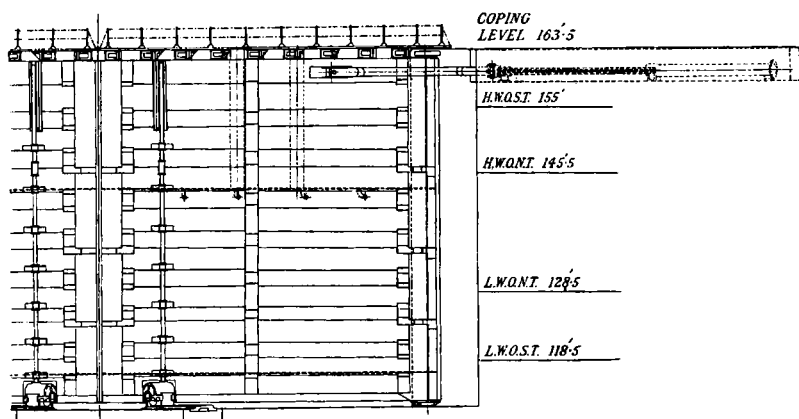 COPING
LEVEL 163′·5
H.W.O.S.T. 155′
H.W.O.N.T. 145′·5
L.W.O.N.T. 128′·5
L.W.O.S.T. 118′·5